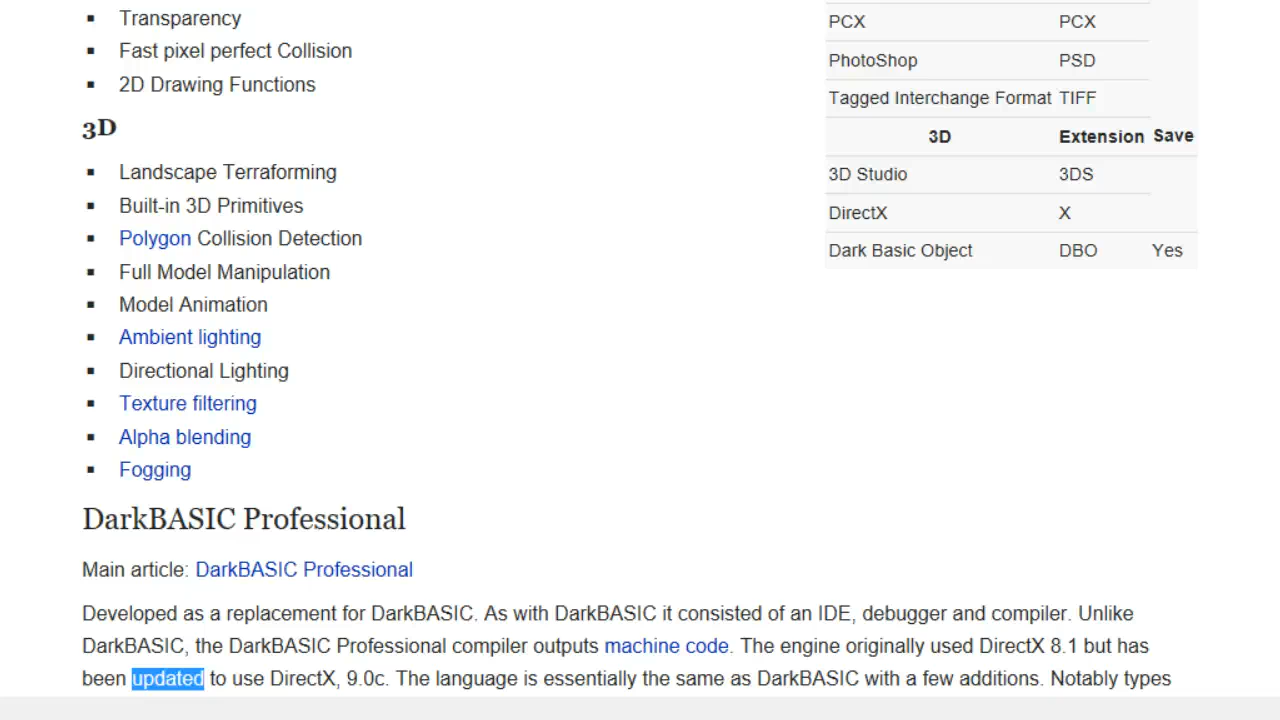 Transparency
Fast pixel perfect Collision
2D Drawing Functions
3D
Landscape Terraforming
Built-in 3D Primitives
Polygon Collision Detection
Full Model Manipulation
Model Animation
Ambient lighting
Directional Lighting
Texture filtering
Alpha blending
Fogging
PCX PCX
PhotoShop PSD
Tagged Interchange Format TIFF
3D Extension Save
3D Studio 3DS
DirectX X
Dark Basic Object DBO Yes
DarkBASIC Professional
Main article: DarkBASIC Professional
Developed as a replacement for DarkBASIC. As with DarkBASIC it consisted of an IDE, debugger and compiler. Unlike
DarkBASIC, the DarkBASIC Professional compiler outputs machine code. The engine originally used DirectX 8.1 but has
been updated to use DirectX, 9.0c. The language is essentially the same as DarkBASIC with a few additions. Notably types